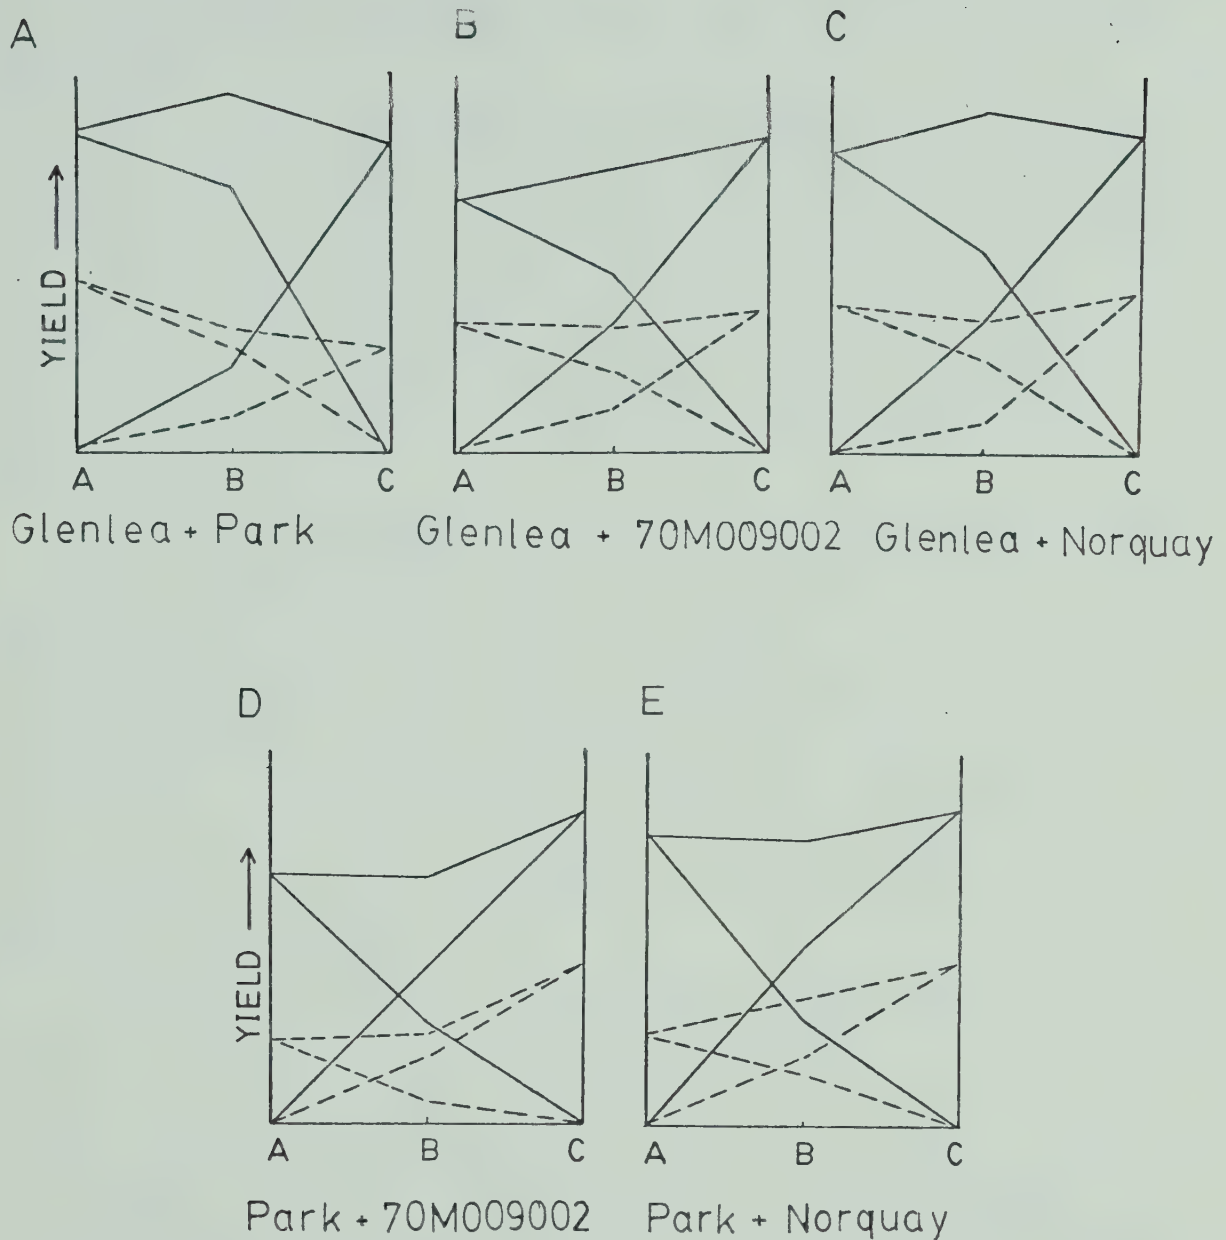 A B C
YIELD →
A B C A B C A B C
Glenlea + Park Glenlea + 70M009002 Glenlea + Norquay
D E
YIELD →
A B C A B C
Park + 70M009002 Park + Norquay